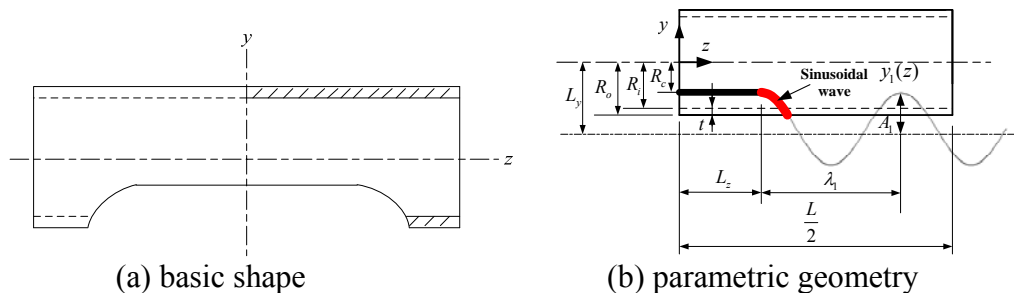 y
z
(a) basic shape
y
z
L_y
R_o
R_i
R_c
t
Sinusoidal
wave
y_1(z)
A_1
L_z
λ_1
L/2
(b) parametric geometry